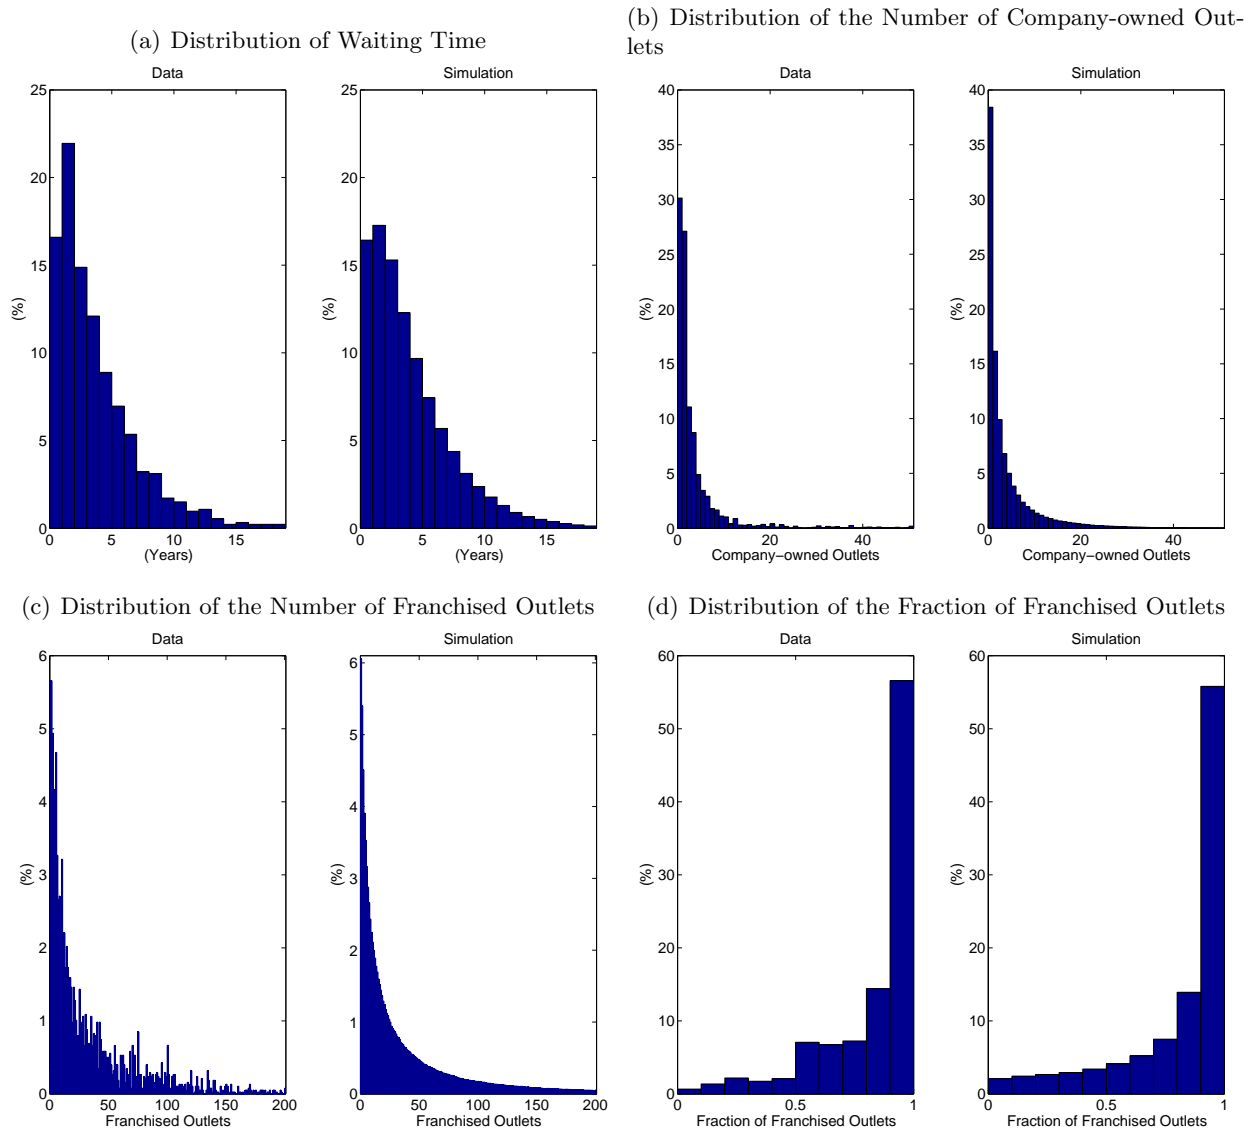 (a) Distribution of Waiting Time
Data
25
20
15
10
5
0
(%)
0 5 10 15
(Years)
Simulation
25
20
15
10
5
0
(%)
0 5 10 15
(Years)
(b) Distribution of the Number of Company-owned Out-
lets
Data
40
35
30
25
20
15
10
5
0
(%)
0 20 40
Company−owned Outlets
Simulation
40
35
30
25
20
15
10
5
0
(%)
0 20 40
Company−owned Outlets
(c) Distribution of the Number of Franchised Outlets
Data
6
5
4
3
2
1
0
(%)
0 50 100 150 200
Franchised Outlets
Simulation
6
5
4
3
2
1
0
(%)
0 50 100 150 200
Franchised Outlets
(d) Distribution of the Fraction of Franchised Outlets
Data
60
50
40
30
20
10
0
(%)
0 0.5 1
Fraction of Franchised Outlets
Simulation
60
50
40
30
20
10
0
(%)
0 0.5 1
Fraction of Franchised Outlets